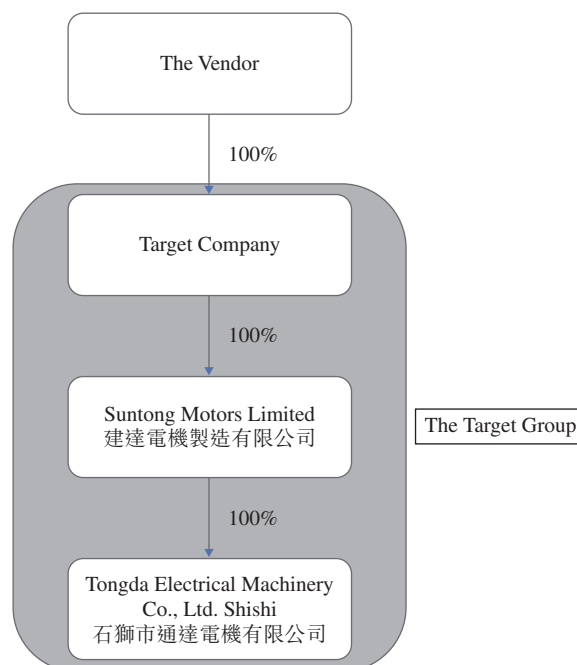 The Vendor
100%
Target Company
100%
Suntong Motors Limited
建達電機製造有限公司
The Target Group
100%
Tongda Electrical Machinery
Co., Ltd. Shishi
石獅市通達電機有限公司